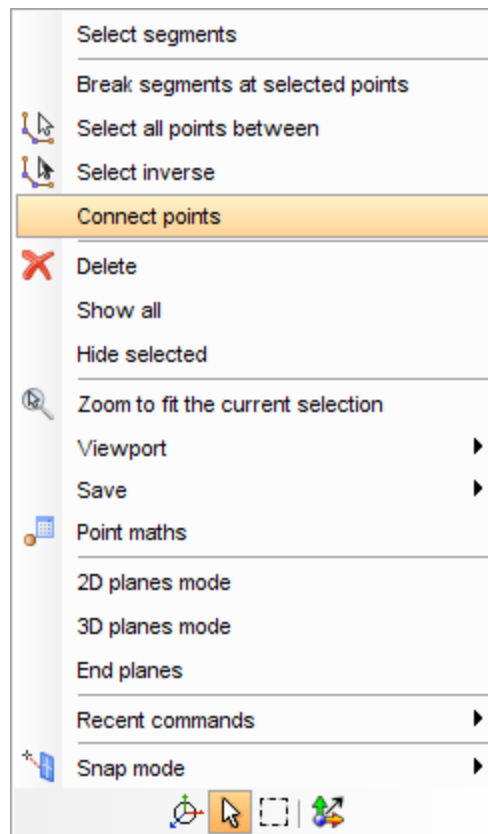 Select segments
Break segments at selected points
Select all points between
Select inverse
Connect points
Delete
Show all
Hide selected
Zoom to fit the current selection
Viewport
Save
Point maths
2D planes mode
3D planes mode
End planes
Recent commands
Snap mode